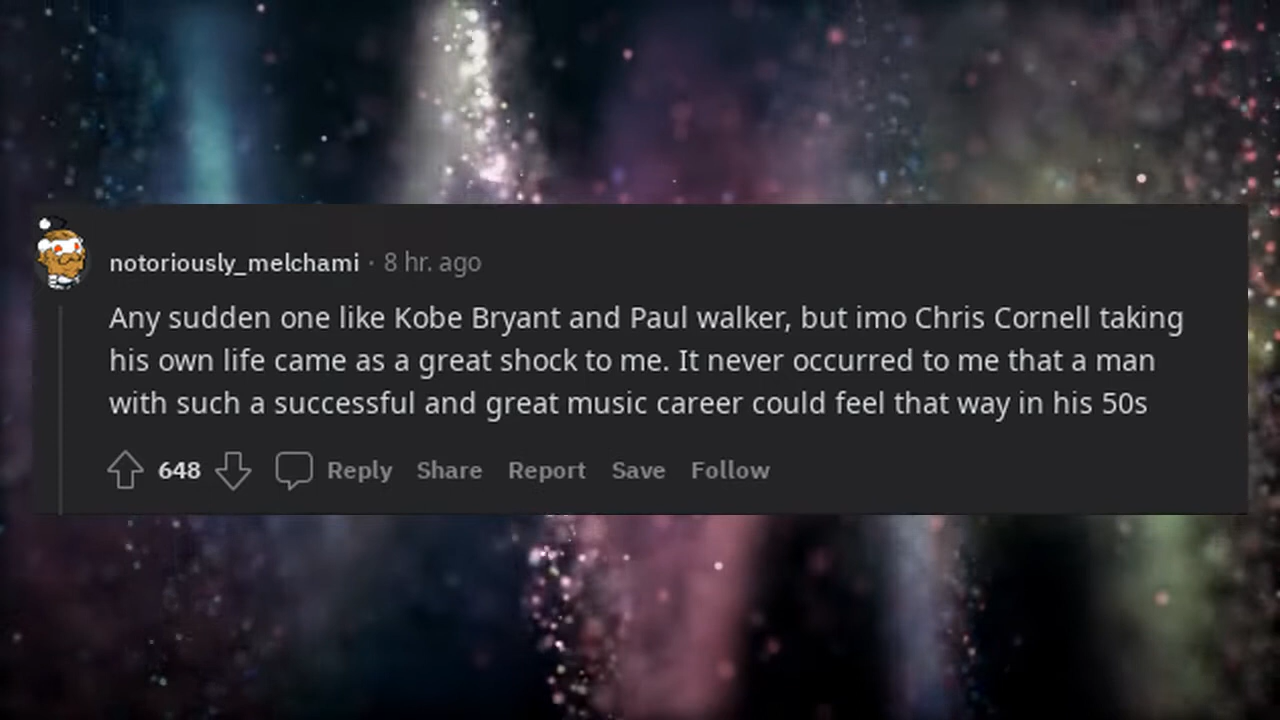 notoriously_melchami · 8 hr. ago
Any sudden one like Kobe Bryant and Paul walker, but imo Chris Cornell taking
his own life came as a great shock to me. It never occurred to me that a man
with such a successful and great music career could feel that way in his 50s
648 Reply Share Report Save Follow